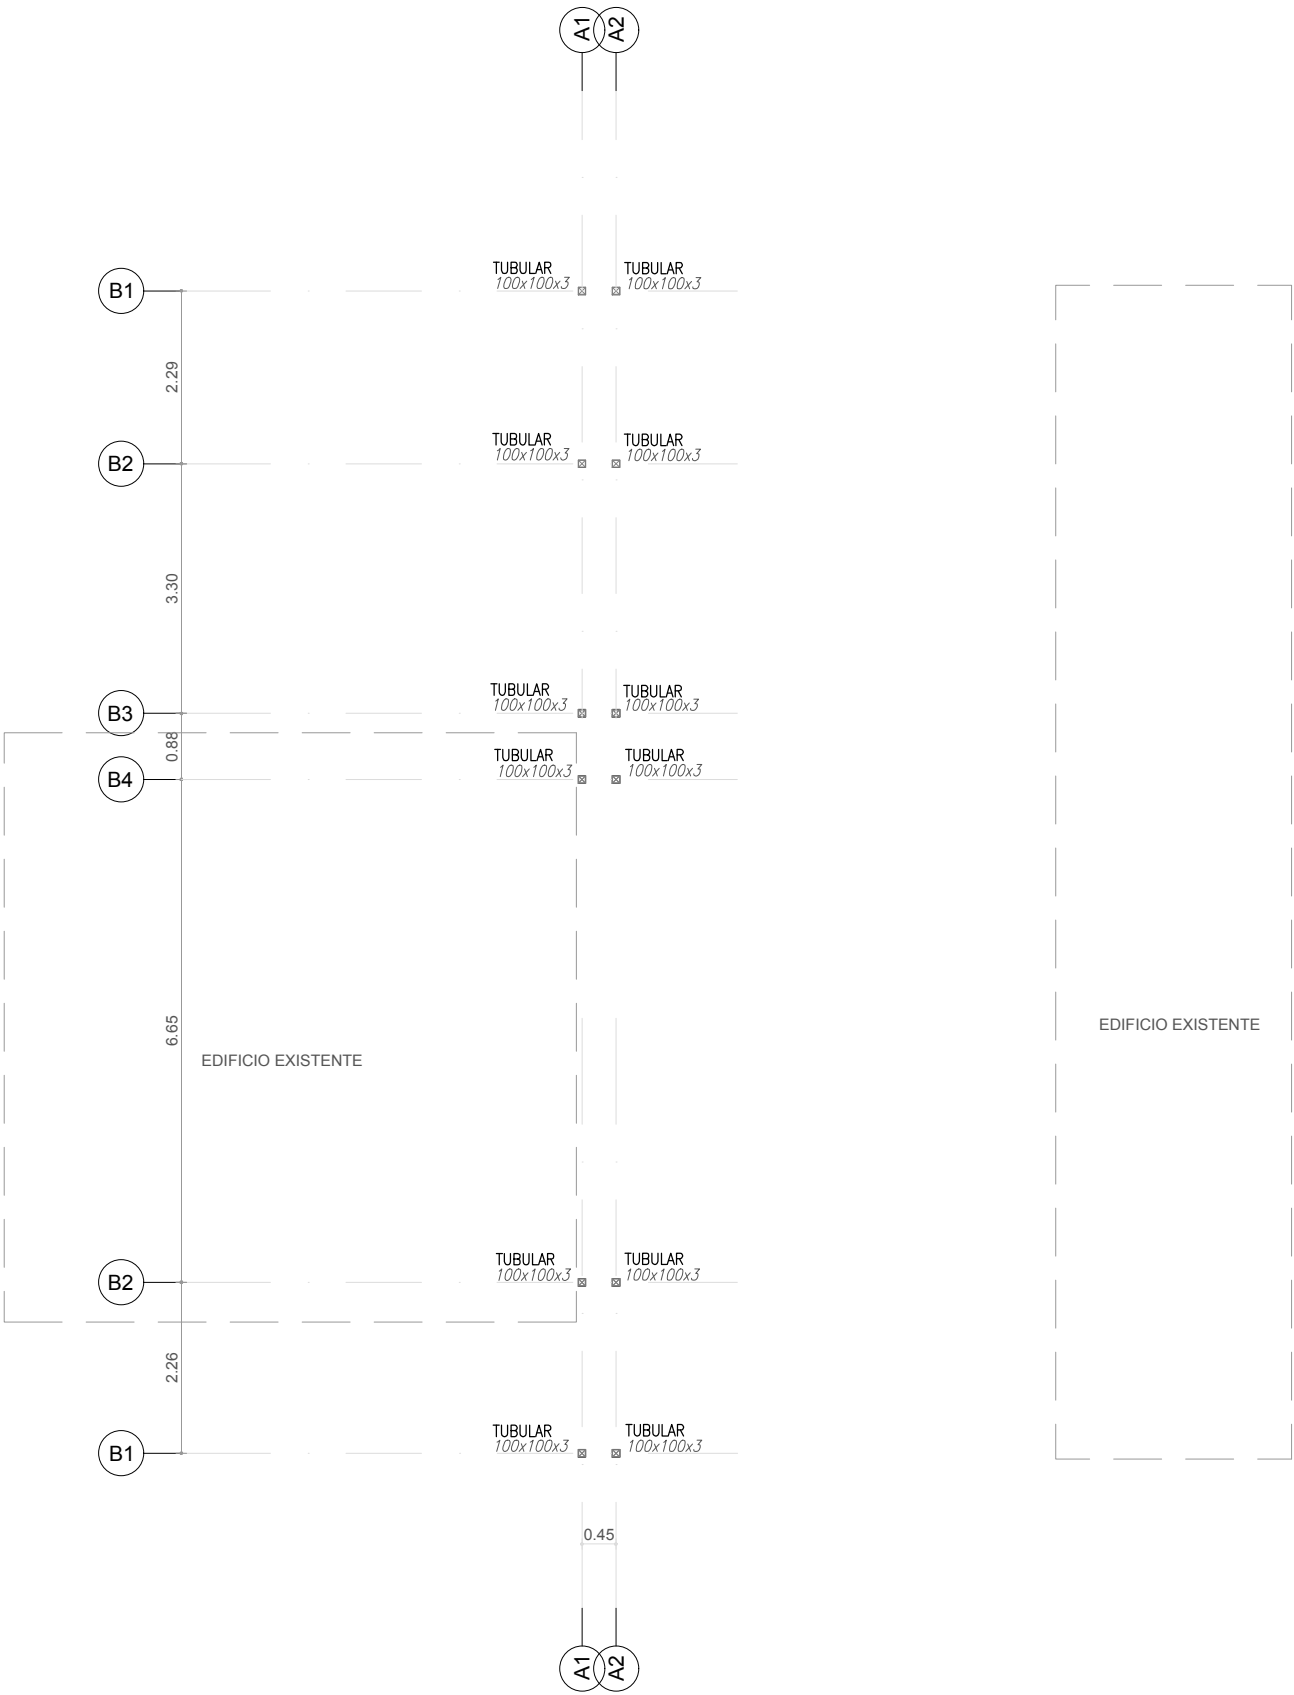 A1 A2
TUBULAR TUBULAR
100x100x3 100x100x3
B1
2.29
TUBULAR TUBULAR
100x100x3 100x100x3
B2
3.30
TUBULAR TUBULAR
100x100x3 100x100x3
B3
0.88
TUBULAR TUBULAR
100x100x3 100x100x3
B4
6.65
EDIFICIO EXISTENTE
EDIFICIO EXISTENTE
TUBULAR TUBULAR
100x100x3 100x100x3
B2
2.26
TUBULAR TUBULAR
100x100x3 100x100x3
B1
0.45
A1 A2